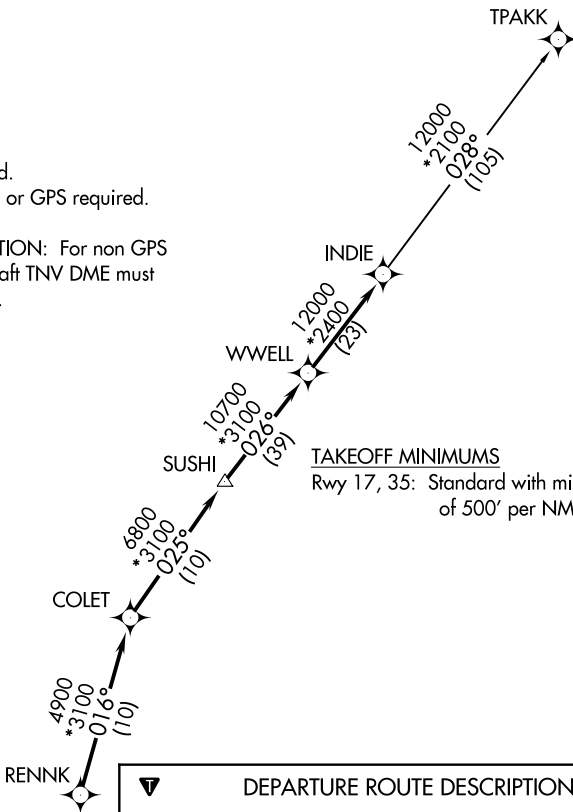 TPAKK
12000
*2100
028°
(105)
d.
or GPS required.
TION: For non GPS
aft TNV DME must
INDIE
12000
*2400
(23)
WWELL
10700
*3100
026°
(39)
SUSHI
TAKEOFF MINIMUMS
Rwy 17, 35: Standard with mi
of 500' per NM
6800
*3100
025°
(10)
COLET
4900
*3100
016°
(10)
RENNK
T
DEPARTURE ROUTE DESCRIPTION